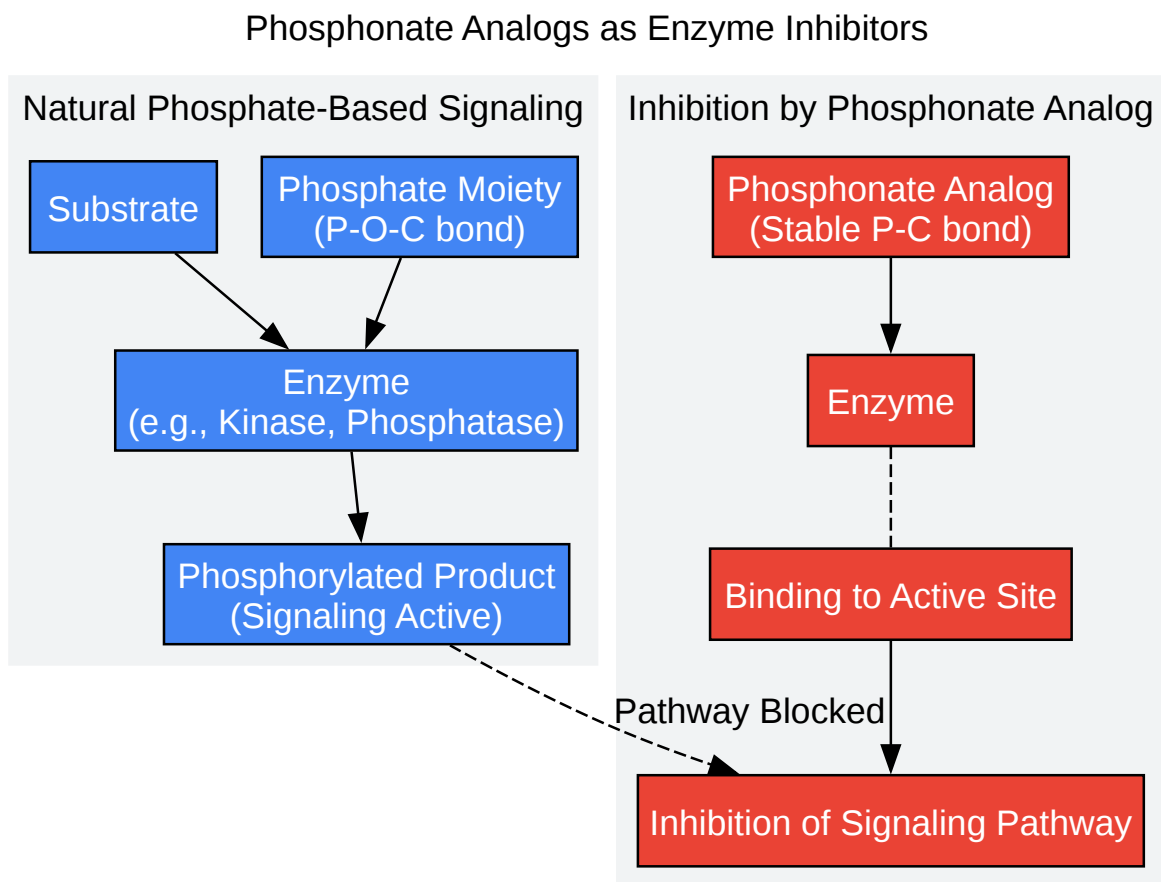 Phosphonate Analogs as Enzyme Inhibitors
Natural Phosphate-Based Signaling
Substrate
Phosphate Moiety
(P-O-C bond)
Enzyme
(e.g., Kinase, Phosphatase)
Phosphorylated Product
(Signaling Active)
Inhibition by Phosphonate Analog
Phosphonate Analog
(Stable P-C bond)
Enzyme
Binding to Active Site
Pathway Blocked
Inhibition of Signaling Pathway